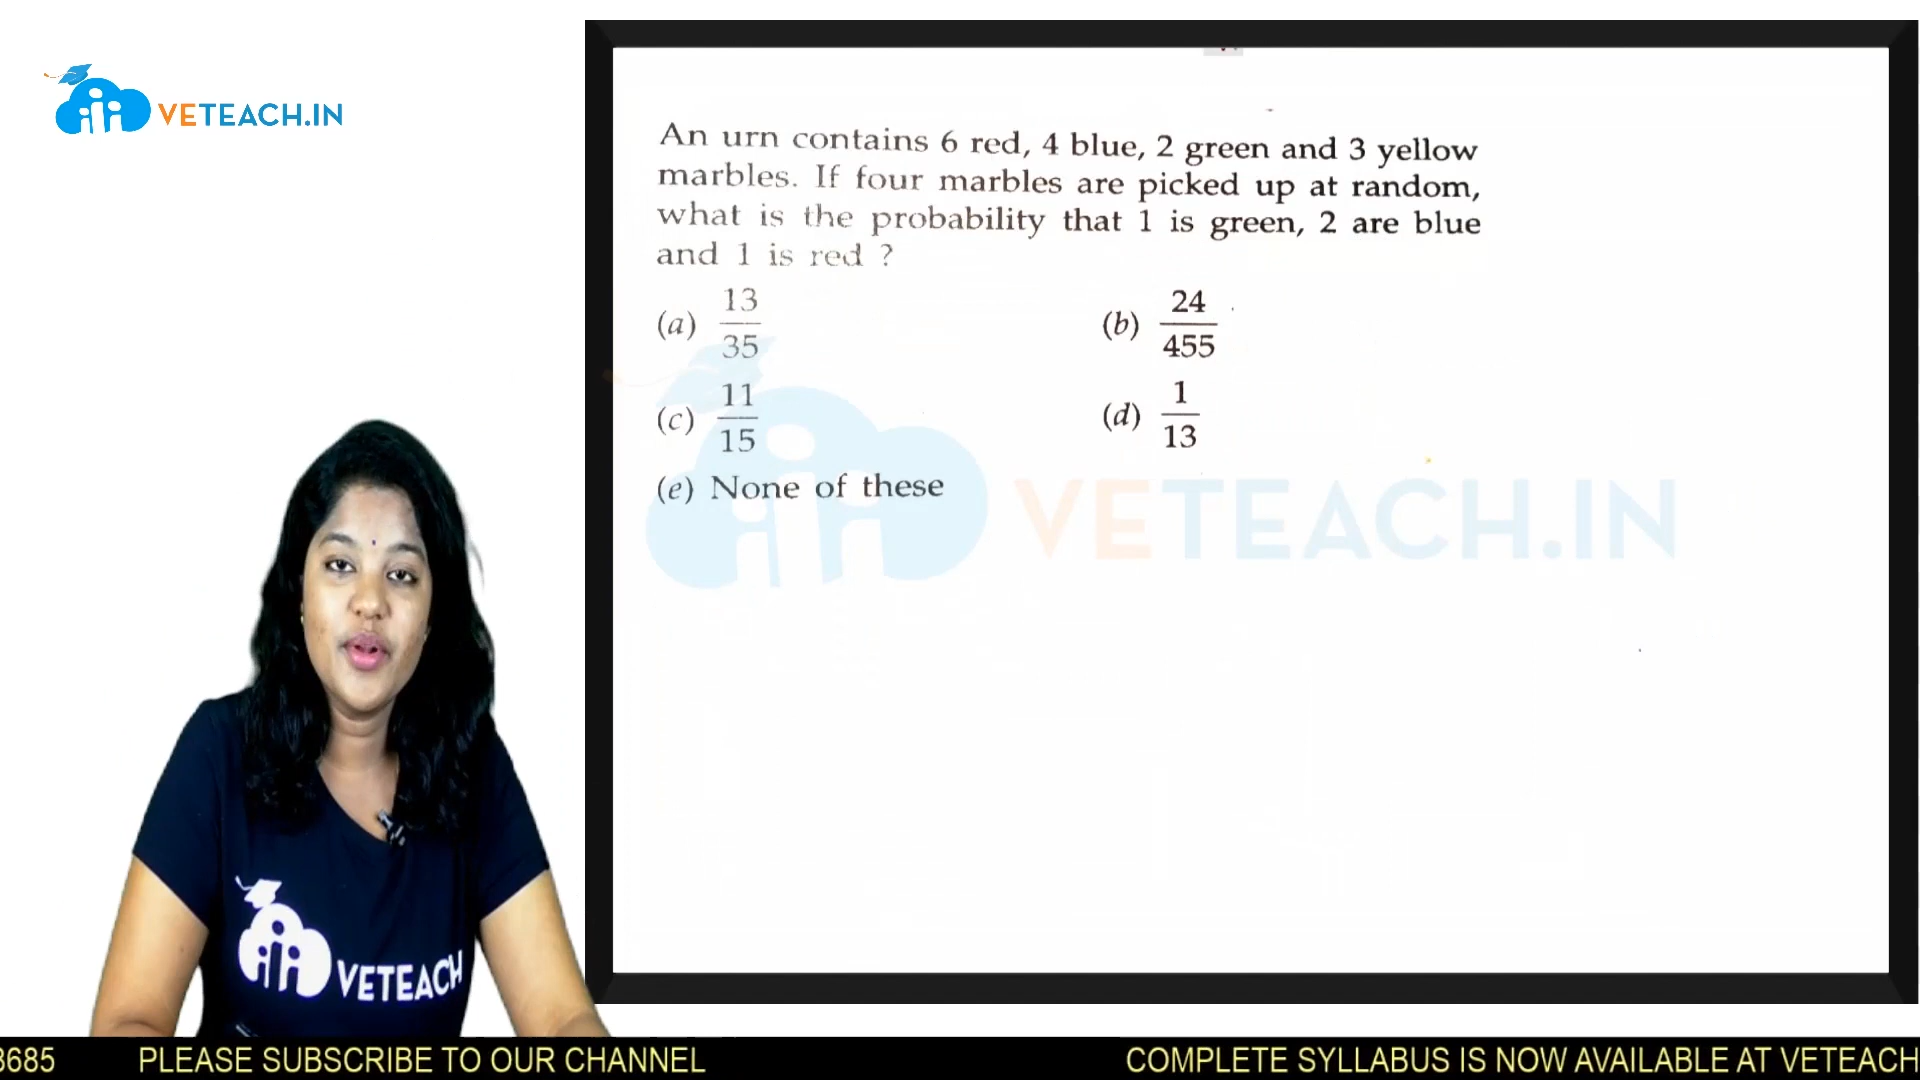 VETEACH.IN
An urn contains 6 red, 4 blue, 2 green and 3 yellow
marbles. If four marbles are picked up at random,
what is the probability that 1 is green, 2 are blue
and 1 is red ?
(a) 13/35
(b) 24/455
(c) 11/15
(d) 1/13
(e) None of these
VETEACH.IN
VETEACH
3685 PLEASE SUBSCRIBE TO OUR CHANNEL COMPLETE SYLLABUS IS NOW AVAILABLE AT VETEACH